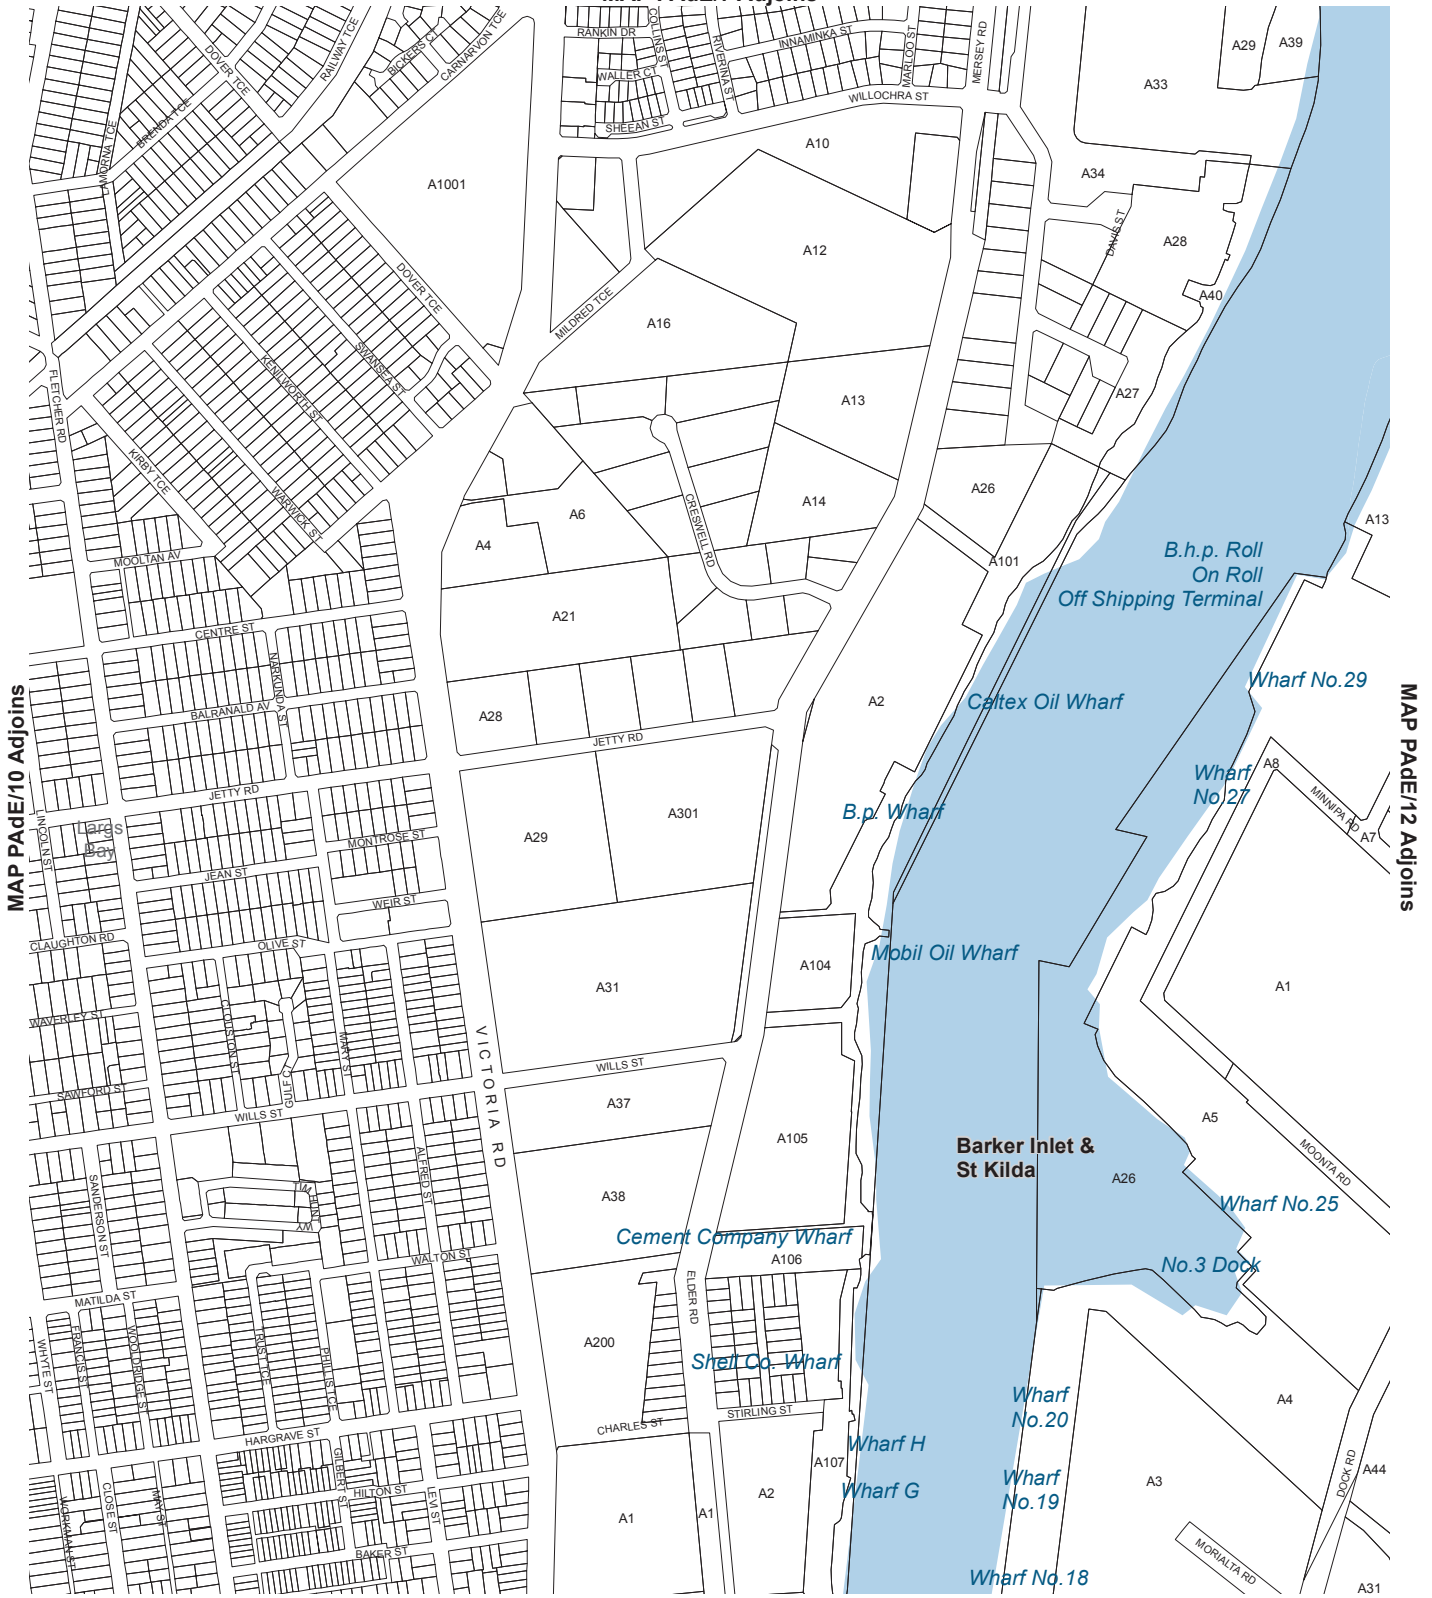 RANKIN DR
COLLINS ST
RIVERINA ST
INNAMINKA ST
MARLOO ST
MERSEY RD
A29
A39
A33
DOVER TCE
RAILWAY TCE
BICKERS CT
CARNARVON TCE
WALLER CT
WILLOCHRA ST
SHEEAN ST
BRENDA TCE
LAMORNA TCE
A10
A34
A1001
DAVIS ST
A28
A12
DOVER TCE
A40
MILDRED TCE
A16
SWANSEA ST
KENILWORTH ST
FLETCHER RD
A13
A27
KIRBY TCE
WARWICK ST
A26
A14
A6
CRESWELL RD
A4
A13
MOOLTAN AV
A101
B.h.p. Roll
On Roll
Off Shipping Terminal
A21
CENTRE ST
NARKUNDA ST
BALRANALD AV
A28
A2
Caltex Oil Wharf
Wharf No.29
MAP PAdE/10 Adjoins
MAP PAdE/12 Adjoins
JETTY RD
JETTY RD
A8
Wharf
No.27
MINNIPA RD
A7
LINCOLN ST
Largs
Bay
MONTROSE ST
A29
A301
B.p. Wharf
JEAN ST
WEIR ST
CLAUGHTON RD
OLIVE ST
Mobil Oil Wharf
A104
A31
A1
WAVERLEY ST
CLOUSTON ST
MARY ST
GULF CT
VICTORIA RD
WILLS ST
SAWFORD ST
WILLS ST
A37
A5
A105
Barker Inlet &
St Kilda
MOONTA RD
ALFRED ST
SANDERSON ST
HUNT
WY
A26
A38
Wharf No.25
Cement Company Wharf
WALTON ST
A106
No.3 Dock
ELDER RD
MATILDA ST
WHYTE ST
FRANCIS ST
WOOLDRIDGE ST
TRUST TCE
PHILLIS TCE
A200
Shell Co. Wharf
Wharf
No.20
A4
STIRLING ST
CHARLES ST
HARGRAVE ST
GILBERT ST
Wharf H
A107
DOCK RD
A44
Wharf
No.19
A3
HILTON ST
Wharf G
A2
LEVI ST
CLOSE ST
MAY ST
WORKMAN ST
A1
A1
BAKER ST
MORIALTA RD
Wharf No.18
A31